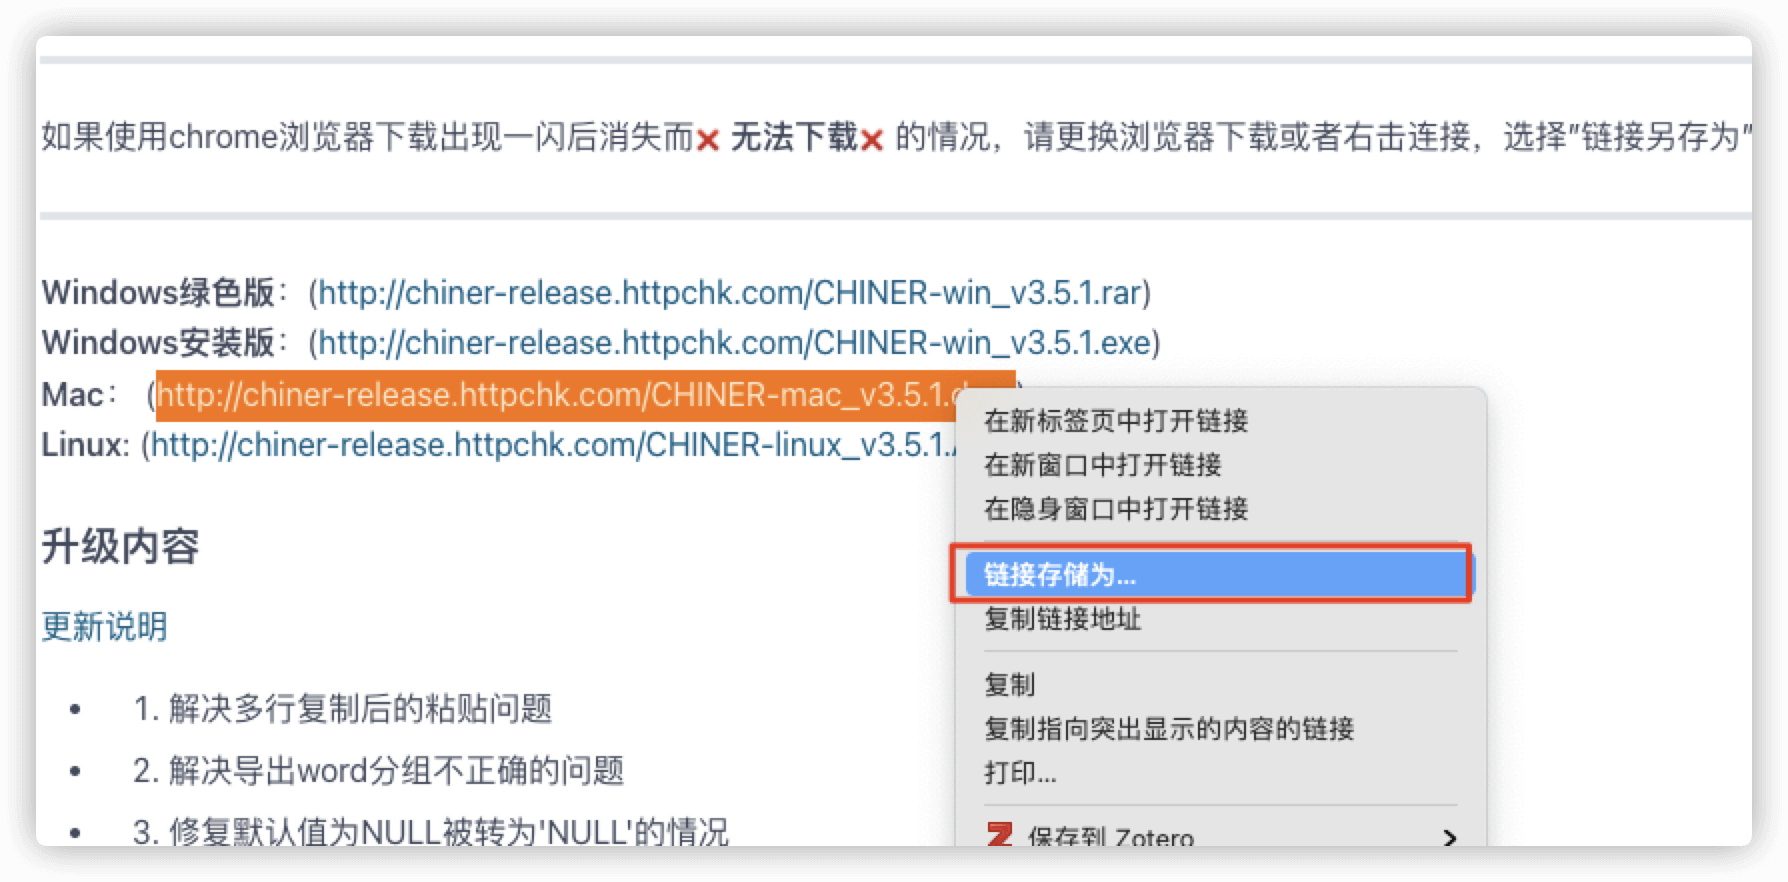 如果使用chrome浏览器下载出现一闪后消失而❌ 无法下载❌ 的情况，请更换浏览器下载或者右击连接，选择"链接另存为"
Windows绿色版：(http://chiner-release.httpchk.com/CHINER-win_v3.5.1.rar)
Windows安装版：(http://chiner-release.httpchk.com/CHINER-win_v3.5.1.exe)
Mac： (http://chiner-release.httpchk.com/CHINER-mac_v3.5.1.
Linux: (http://chiner-release.httpchk.com/CHINER-linux_v3.5.1.
升级内容
更新说明
• 1. 解决多行复制后的粘贴问题
• 2. 解决导出word分组不正确的问题
• 3. 修复默认值为NULL被转为'NULL'的情况
在新标签页中打开链接
在新窗口中打开链接
在隐身窗口中打开链接
链接存储为...
复制链接地址
复制
复制指向突出显示的内容的链接
打印...
保存到 Zotero